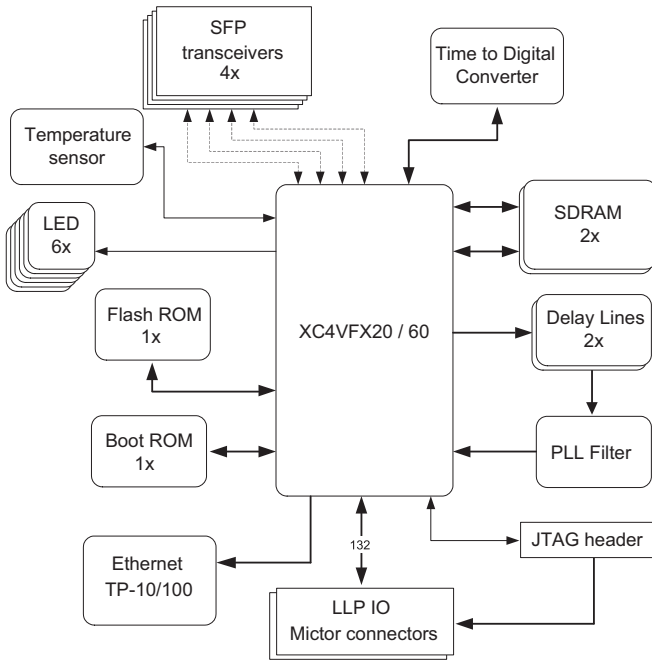 SFP
transceivers
4x
Time to Digital
Converter
Temperature
sensor
SDRAM
2x
LED
6x
Flash ROM
1x
XC4VFX20 / 60
Delay Lines
2x
Boot ROM
1x
PLL Filter
132
JTAG header
Ethernet
TP-10/100
LLP IO
Mictor connectors